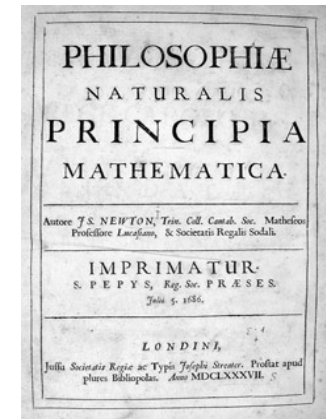 PHILOSOPHIÆ
NATURALIS
PRINCIPIA
MATHEMATICA.
Autore JS. NEWTON, Trin. Coll. Cantab. Soc. Matheseos
Professore Lucasiano, & Societatis Regalis Sodali.
IMPRIMATUR.
S. PEPYS, Reg. Soc. PRÆSES.
Julii 5. 1686.
LONDINI,
Jussu Societatis Regiæ ac Typis Josephi Streater. Prostat apud
plures Bibliopolas. Anno MDCLXXXVII.